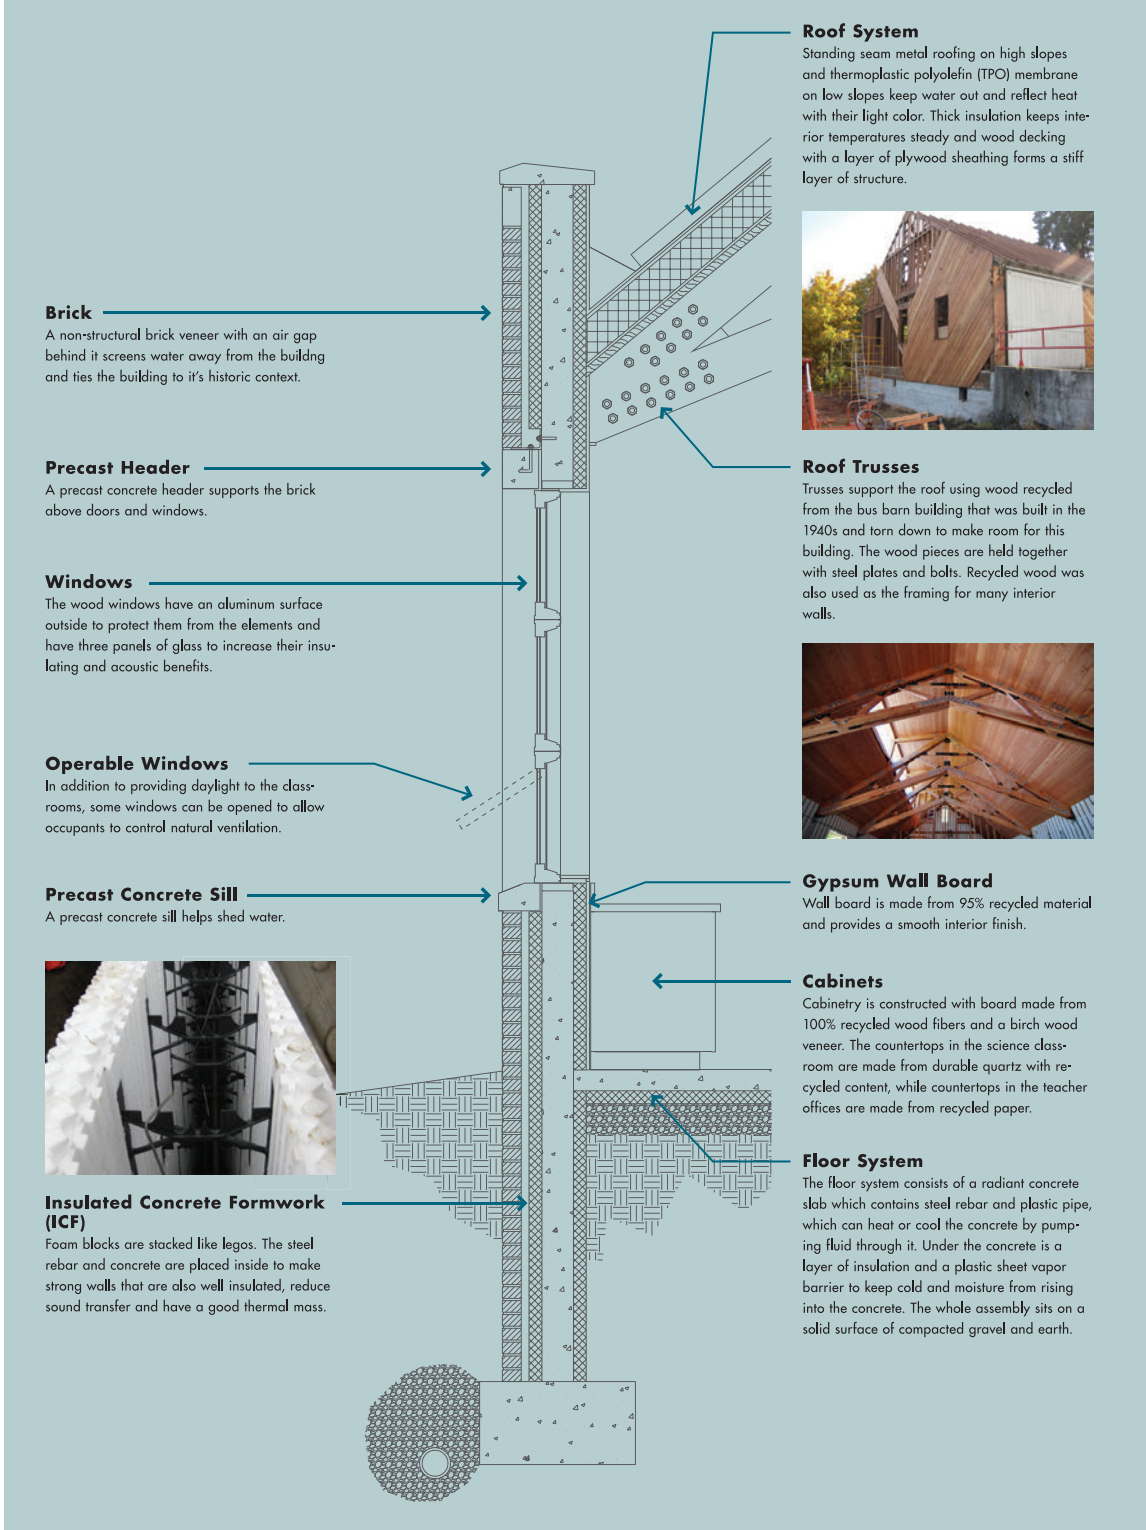 Roof System
Standing seam metal roofing on high slopes
and thermoplastic polyolefin (TPO) membrane
on low slopes keep water out and reflect heat
with their light color. Thick insulation keeps inte-
rior temperatures steady and wood decking
with a layer of plywood sheathing forms a stiff
layer of structure.
Brick
A non-structural brick veneer with an air gap
behind it screens water away from the buildng
and ties the building to it's historic context.
Precast Header
A precast concrete header supports the brick
above doors and windows.
Windows
The wood windows have an aluminum surface
outside to protect them from the elements and
have three panels of glass to increase their insu-
lating and acoustic benefits.
Operable Windows
In addition to providing daylight to the class-
rooms, some windows can be opened to allow
occupants to control natural ventilation.
Precast Concrete Sill
A precast concrete sill helps shed water.
Insulated Concrete Formwork
(ICF)
Foam blocks are stacked like legos. The steel
rebar and concrete are placed inside to make
strong walls that are also well insulated, reduce
sound transfer and have a good thermal mass.
Roof Trusses
Trusses support the roof using wood recycled
from the bus barn building that was built in the
1940s and torn down to make room for this
building. The wood pieces are held together
with steel plates and bolts. Recycled wood was
also used as the framing for many interior
walls.
Gypsum Wall Board
Wall board is made from 95% recycled material
and provides a smooth interior finish.
Cabinets
Cabinetry is constructed with board made from
100% recycled wood fibers and a birch wood
veneer. The countertops in the science class-
room are made from durable quartz with re-
cycled content, while countertops in the teacher
offices are made from recycled paper.
Floor System
The floor system consists of a radiant concrete
slab which contains steel rebar and plastic pipe,
which can heat or cool the concrete by pump-
ing fluid through it. Under the concrete is a
layer of insulation and a plastic sheet vapor
barrier to keep cold and moisture from rising
into the concrete. The whole assembly sits on a
solid surface of compacted gravel and earth.